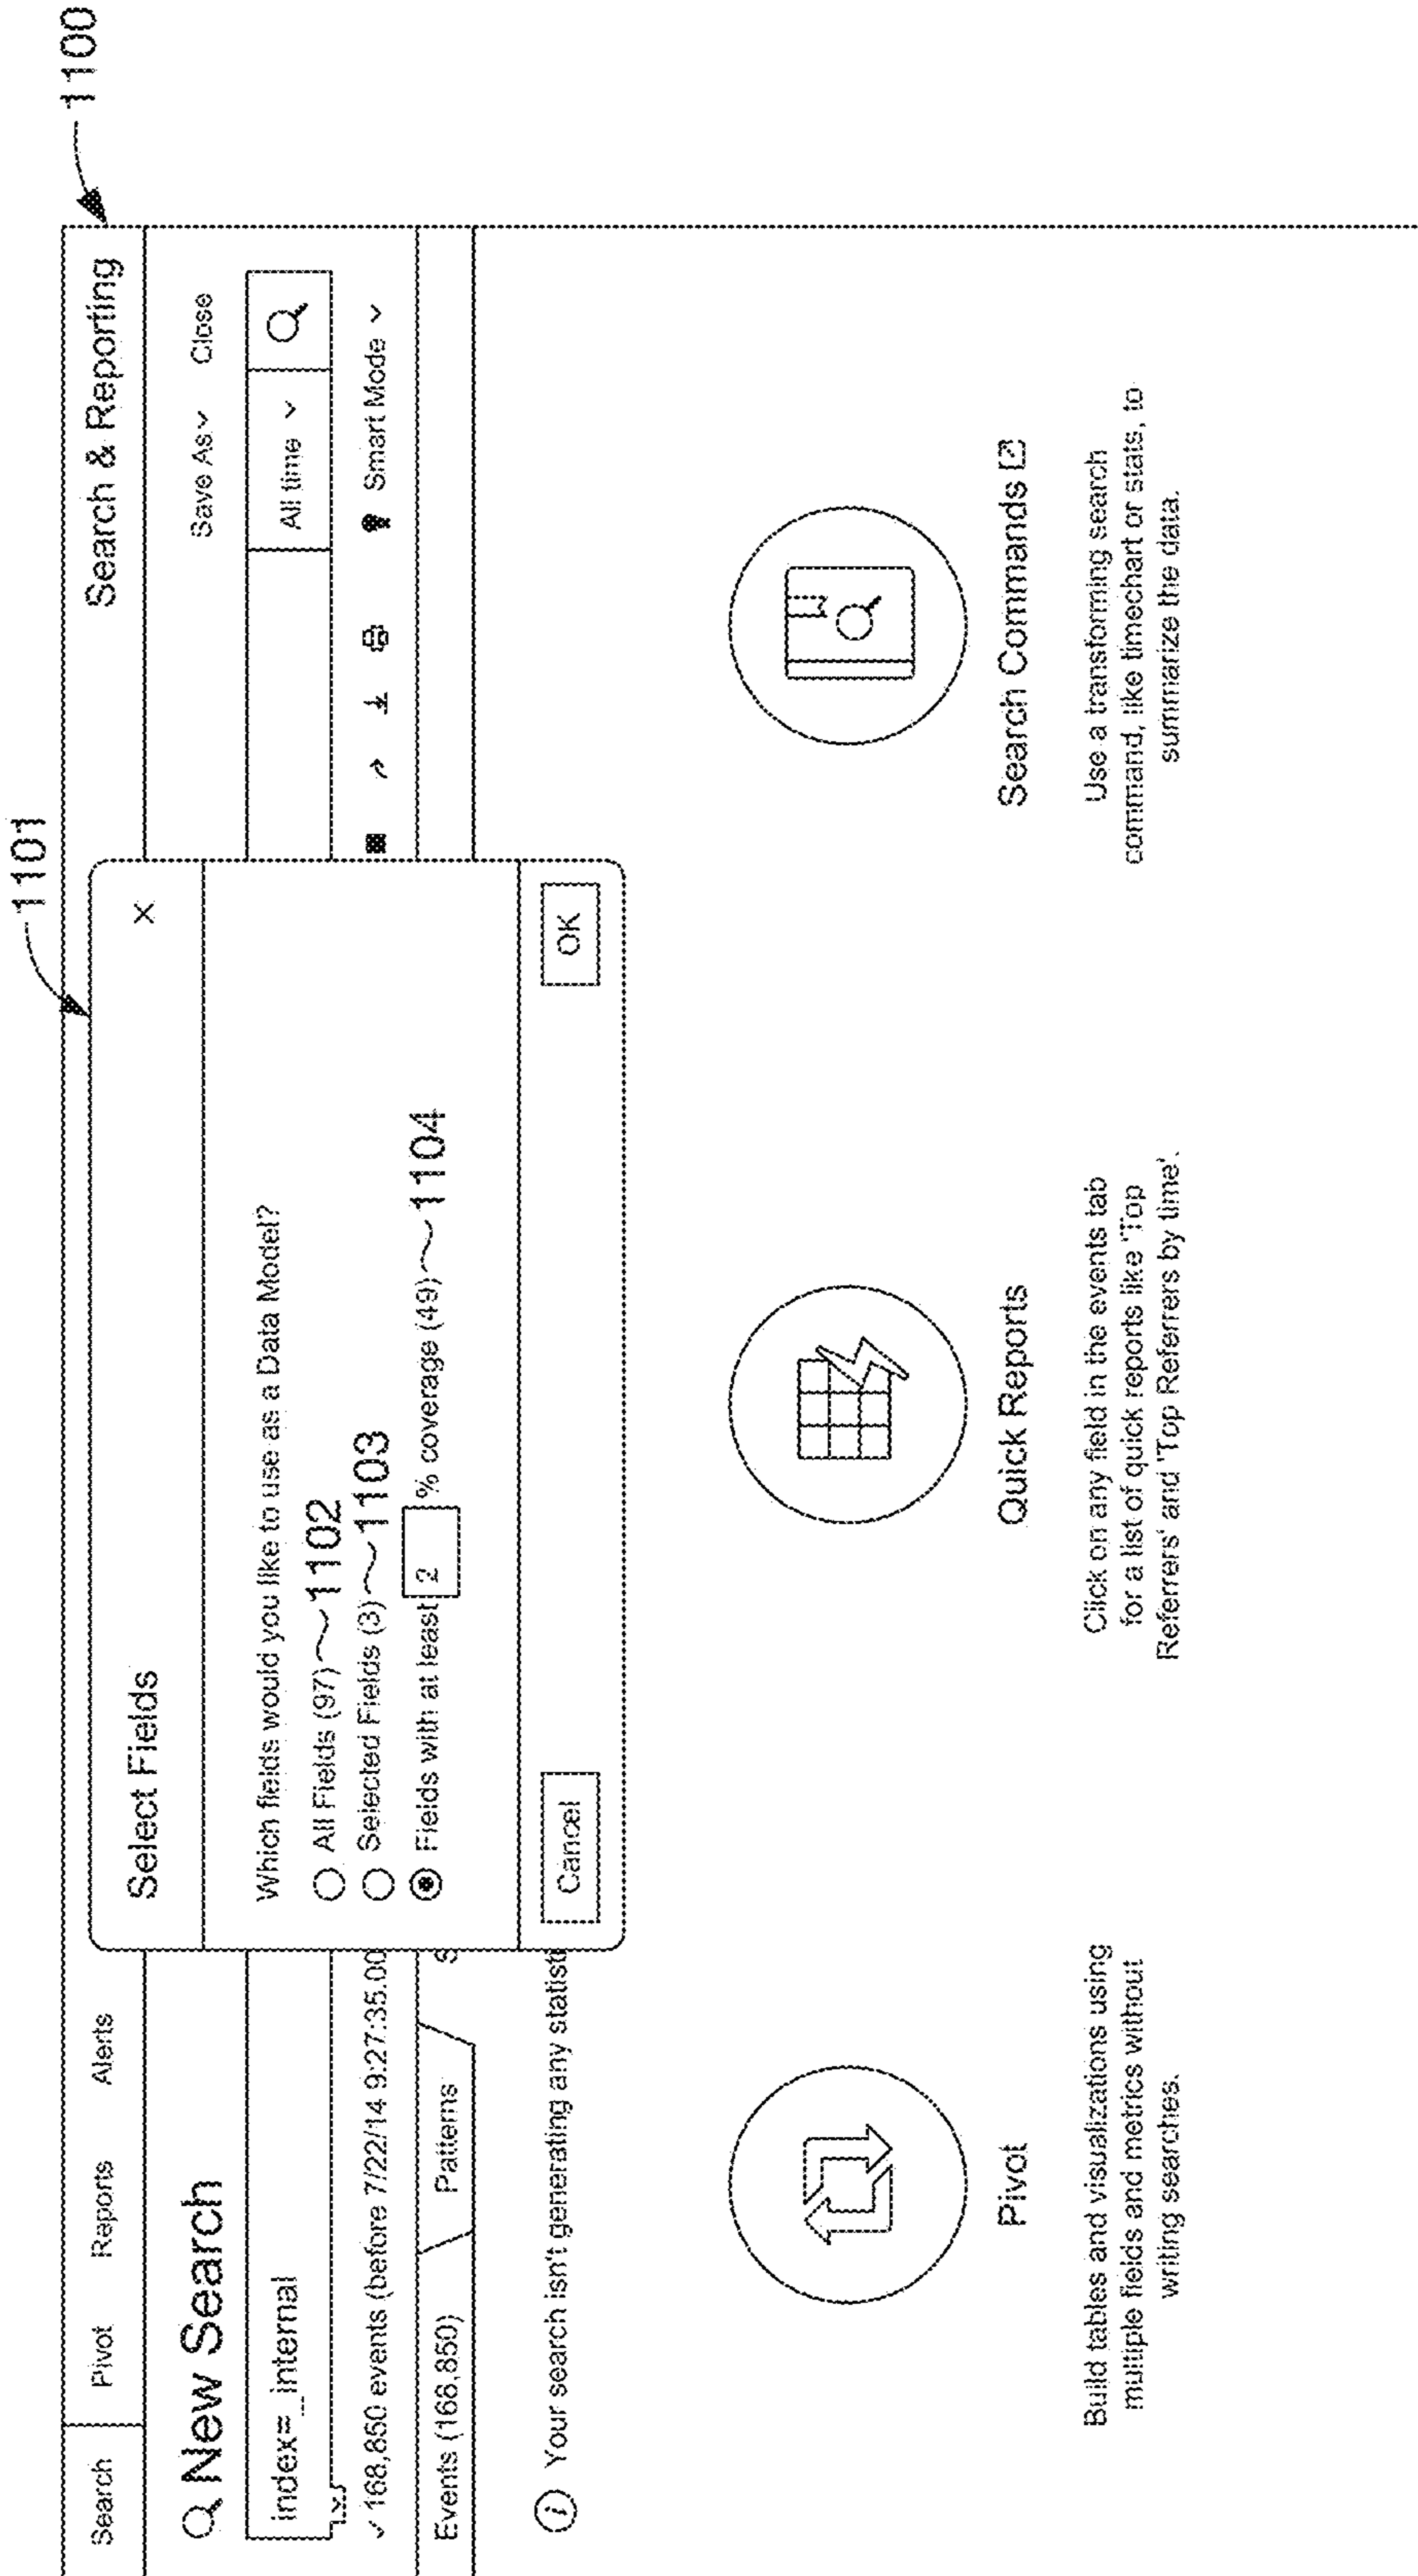 1100
1101
Search Pivot Reports Alerts Search & Reporting
New Search
Save As Close
index=_internal All time
✓ 168,850 events (before 7/22/14 9:27:35.00
Smart Mode
Events (168,850) Patterns S
Your search isn't generating any statisti
Select Fields X
Which fields would you like to use as a Data Model?
All Fields (97) 1102
Selected Fields (3) 1103
Fields with at least 2 % coverage (49) 1104
Cancel OK
Pivot
Build tables and visualizations using
multiple fields and metrics without
writing searches.
Quick Reports
Click on any field in the events tab
for a list of quick reports like 'Top
Referrers' and 'Top Referrers by time'.
Search Commands
Use a transforming search
command, like timechart or stats, to
summarize the data.